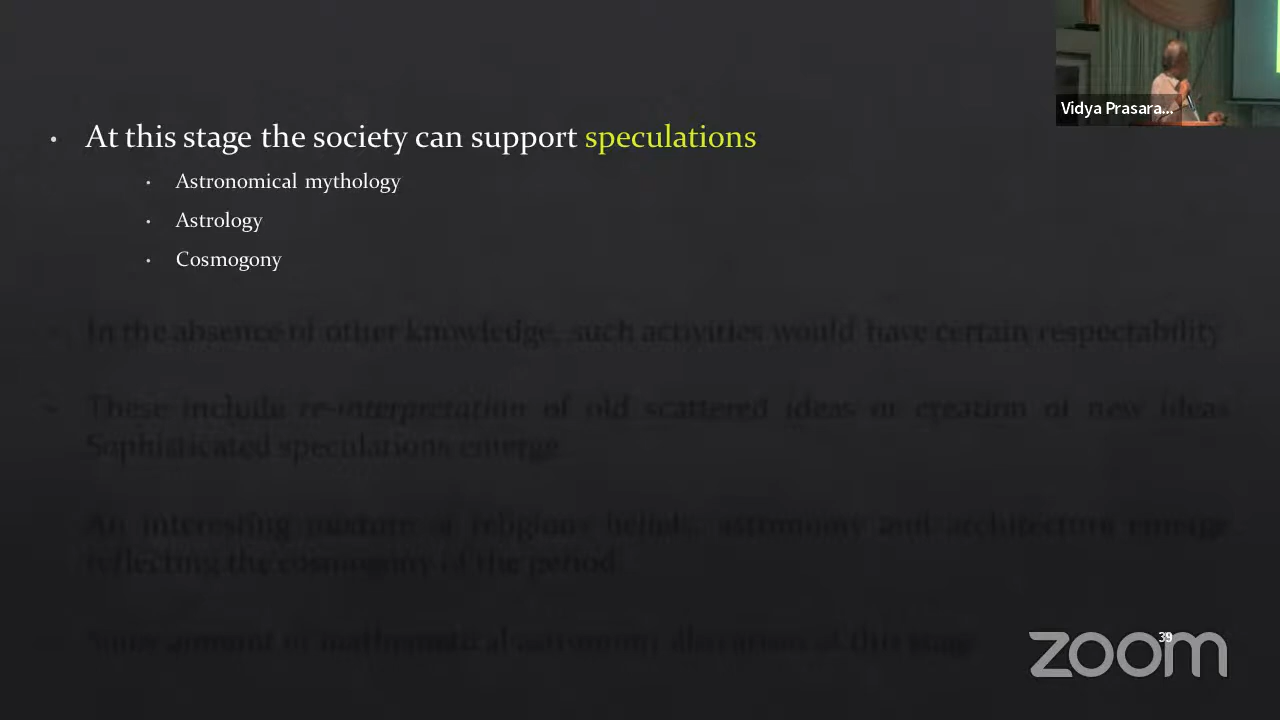 Vidya Prasara...
• At this stage the society can support speculations
• Astronomical mythology
• Astrology
• Cosmogony
In the absence of other knowledge, such activities would have certain respectability
These include re-interpretation of old scattered ideas or creation of new ideas
Sophisticated speculations emerge
An interesting mixture of religious beliefs, astronomy and architecture emerge
reflecting the cosmogony of the period.
Some amount of mathematical astronomy also arises at this stage
39
zoom